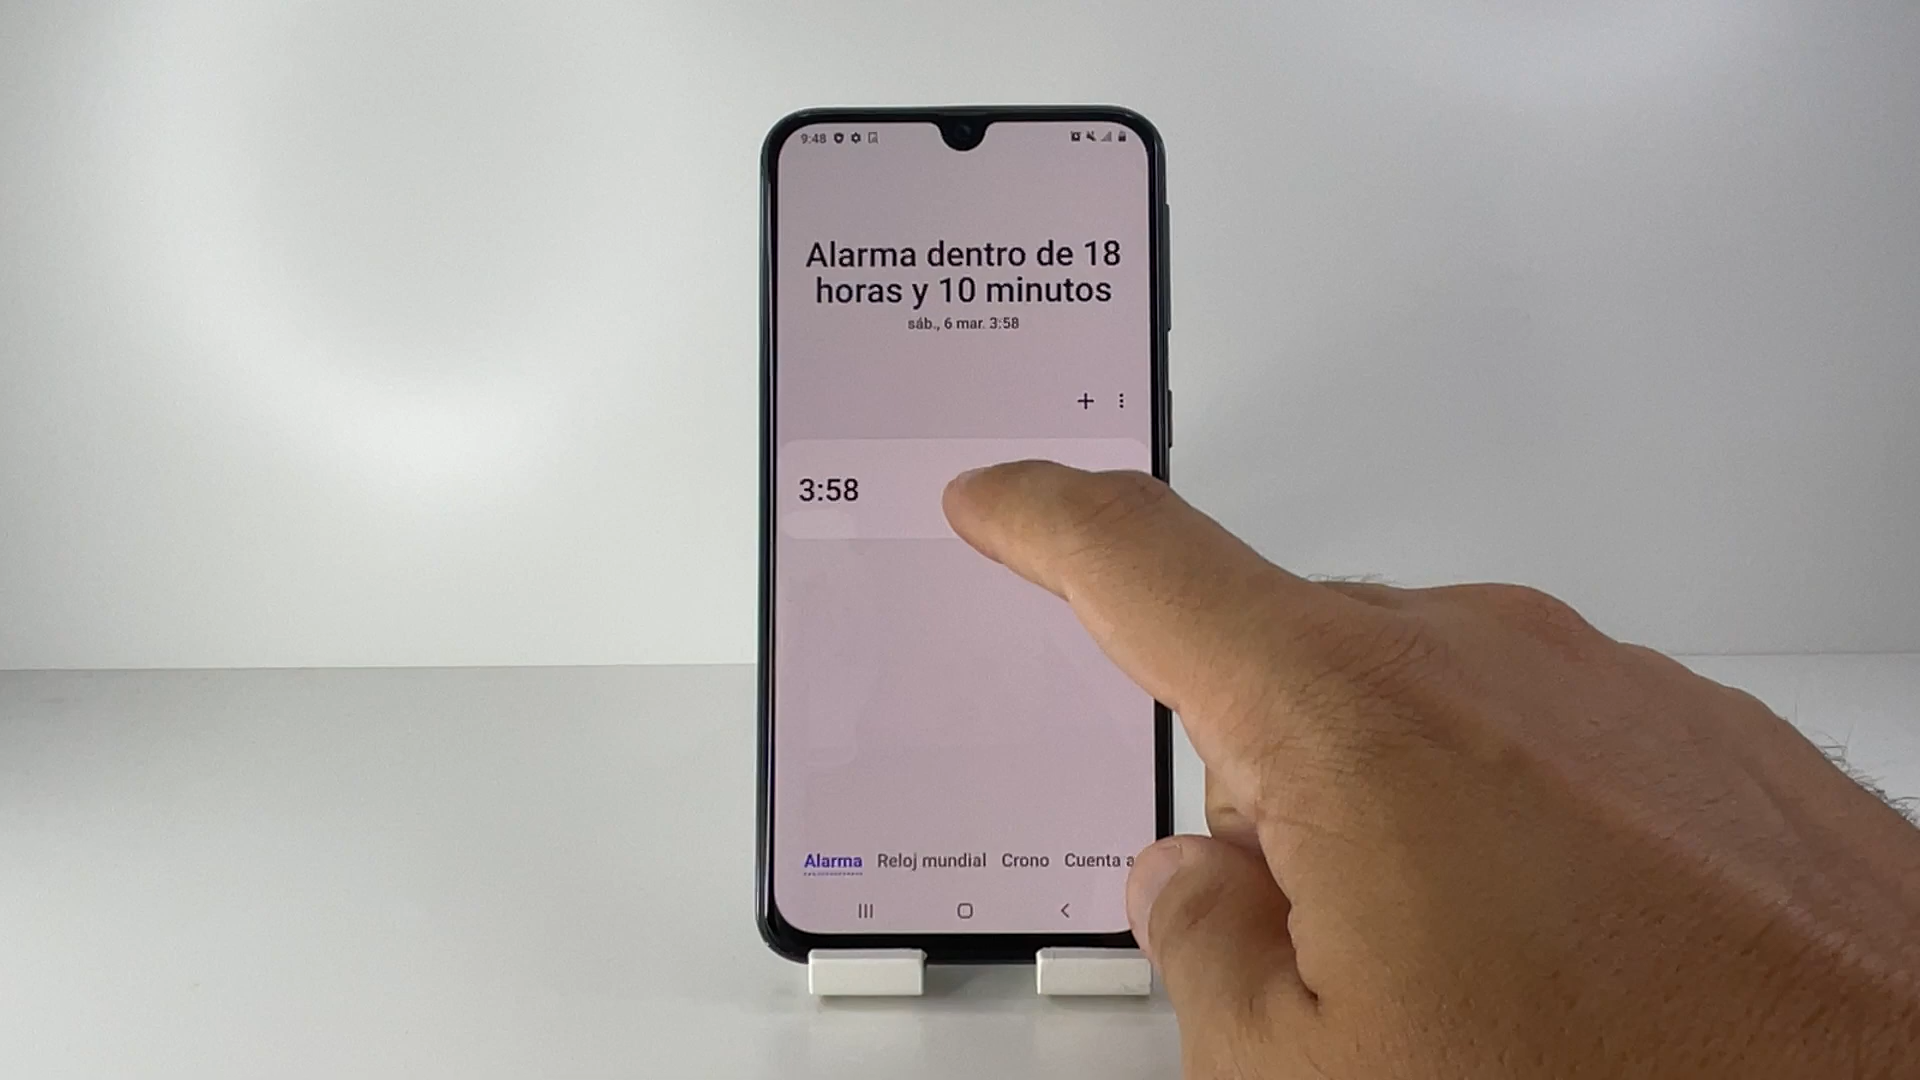 9:48
Alarma dentro de 18
horas y 10 minutos
sáb., 6 mar. 3:58
3:58
Alarma Reloj mundial Crono Cuenta a